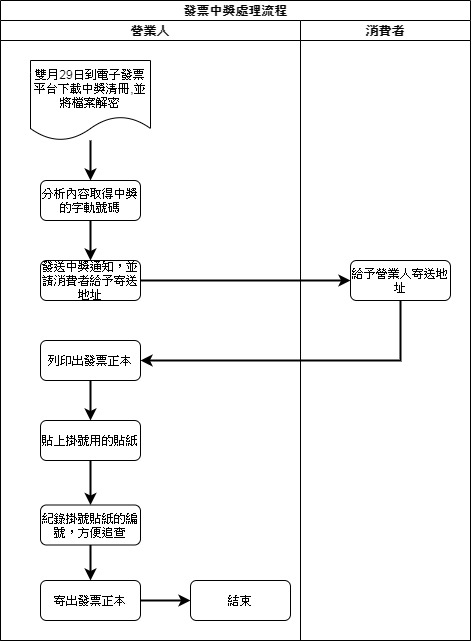 發票中獎處理流程
營業人
消費者
雙月29日到電子發票
平台下載中獎清冊,並
將檔案解密
分析內容取得中獎
的字軌號碼
發送中獎通知，並
請消費者給予寄送
地址
給予營業人寄送地
址
列印出發票正本
貼上掛號用的貼紙
紀錄掛號貼紙的編
號，方便追查
寄出發票正本
結束